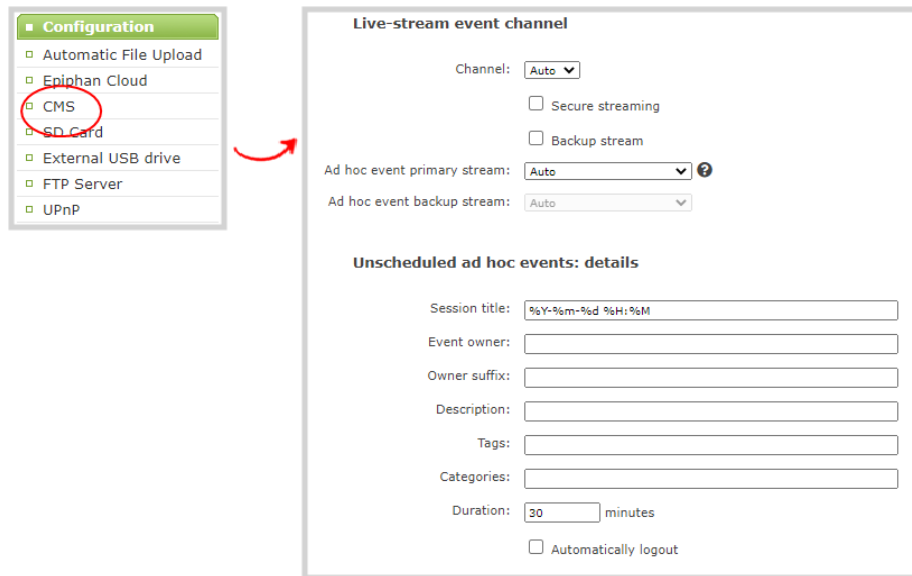 Configuration
Automatic File Upload
Epiphan Cloud
CMS
SD Card
External USB drive
FTP Server
UPnP
Live-stream event channel
Channel: Auto
Secure streaming
Backup stream
Ad hoc event primary stream: Auto ?
Ad hoc event backup stream: Auto
Unscheduled ad hoc events: details
Session title: %Y-%m-%d %H:%M
Event owner:
Owner suffix:
Description:
Tags:
Categories:
Duration: 30 minutes
Automatically logout